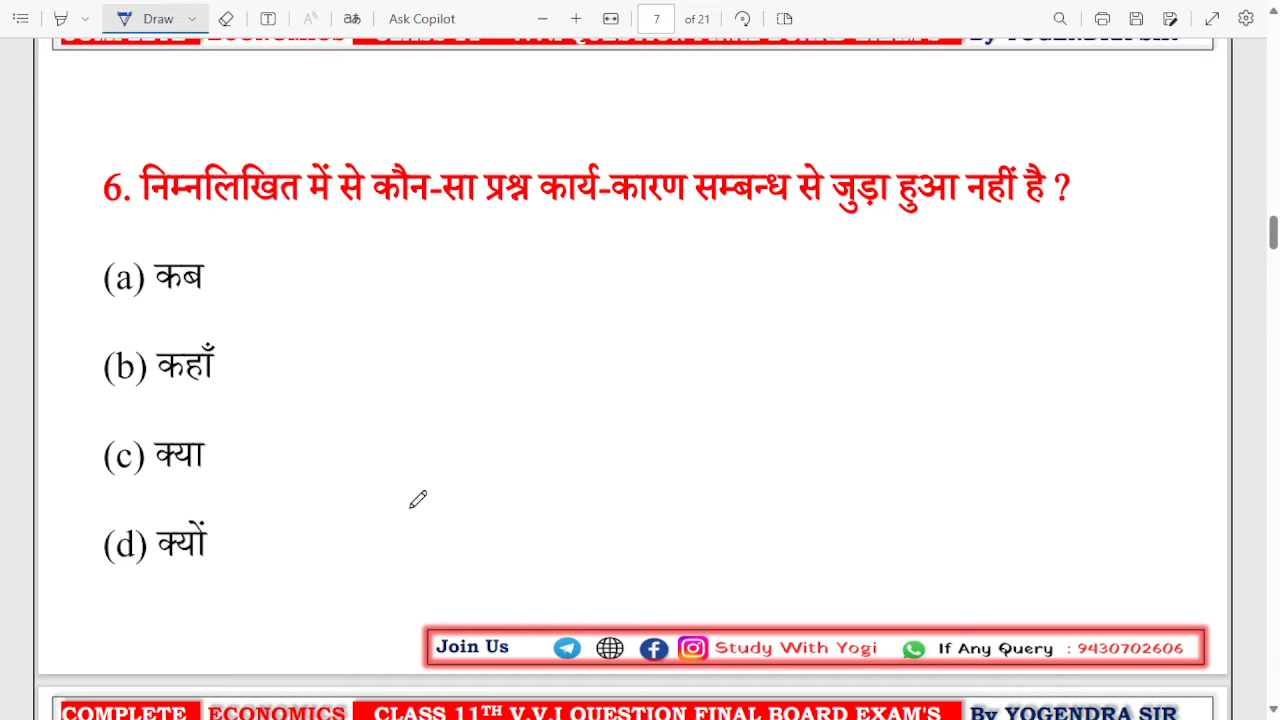 Draw
Ask Copilot
7 of 21
6. निम्नलिखित में से कौन-सा प्रश्न कार्य-कारण सम्बन्ध से जुड़ा हुआ नहीं है ?
(a) कब
(b) कहाँ
(c) क्या
(d) क्यों
Join Us Study With Yogi If Any Query : 9430702606
COMPLETE ECONOMICS CLASS 11TH V.V.I QUESTION FINAL BOARD EXAM'S By YOGENDRA SIR